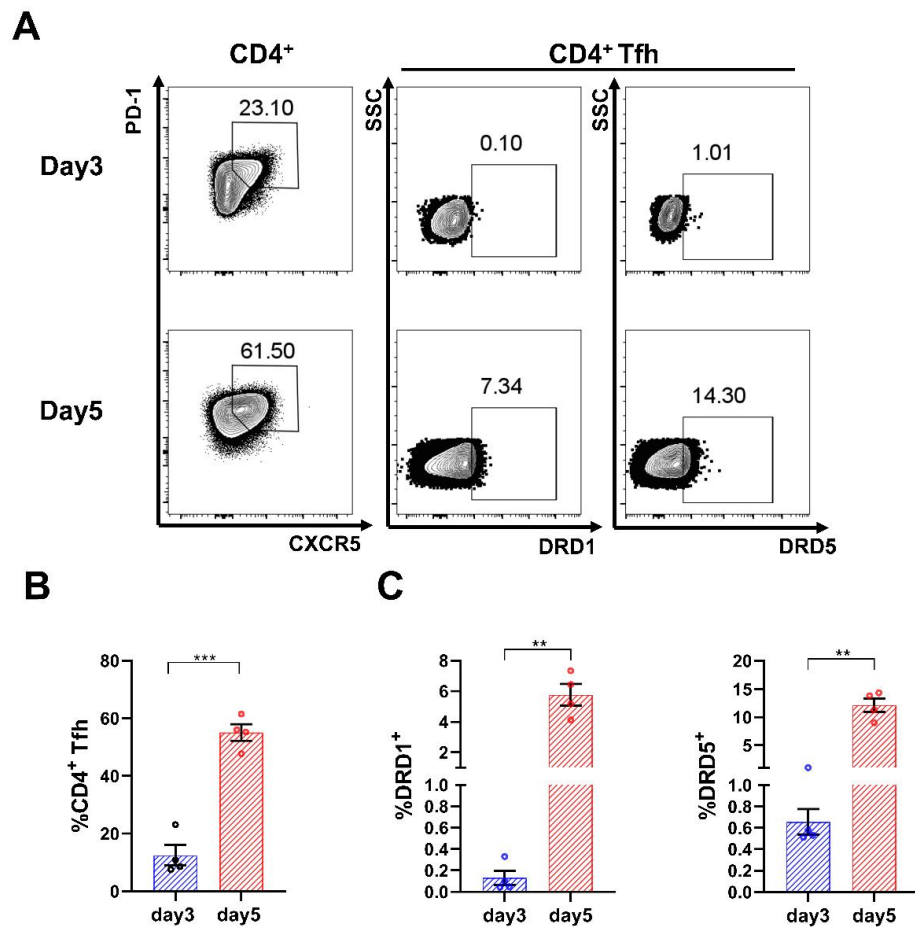 A
CD4+
CD4+ Tfh
PD-1
SSC
SSC
Day3
23.10
0.10
1.01
Day5
61.50
7.34
14.30
CXCR5
DRD1
DRD5
B
C
%CD4+ Tfh
80
60
40
20
0
***
day3
day5
%DRD1+
8
6
4
2
1.0
0.8
0.6
0.4
0.2
0.0
**
day3
day5
%DRD5+
20
15
10
5
1.0
0.8
0.6
0.4
0.2
0.0
**
day3
day5